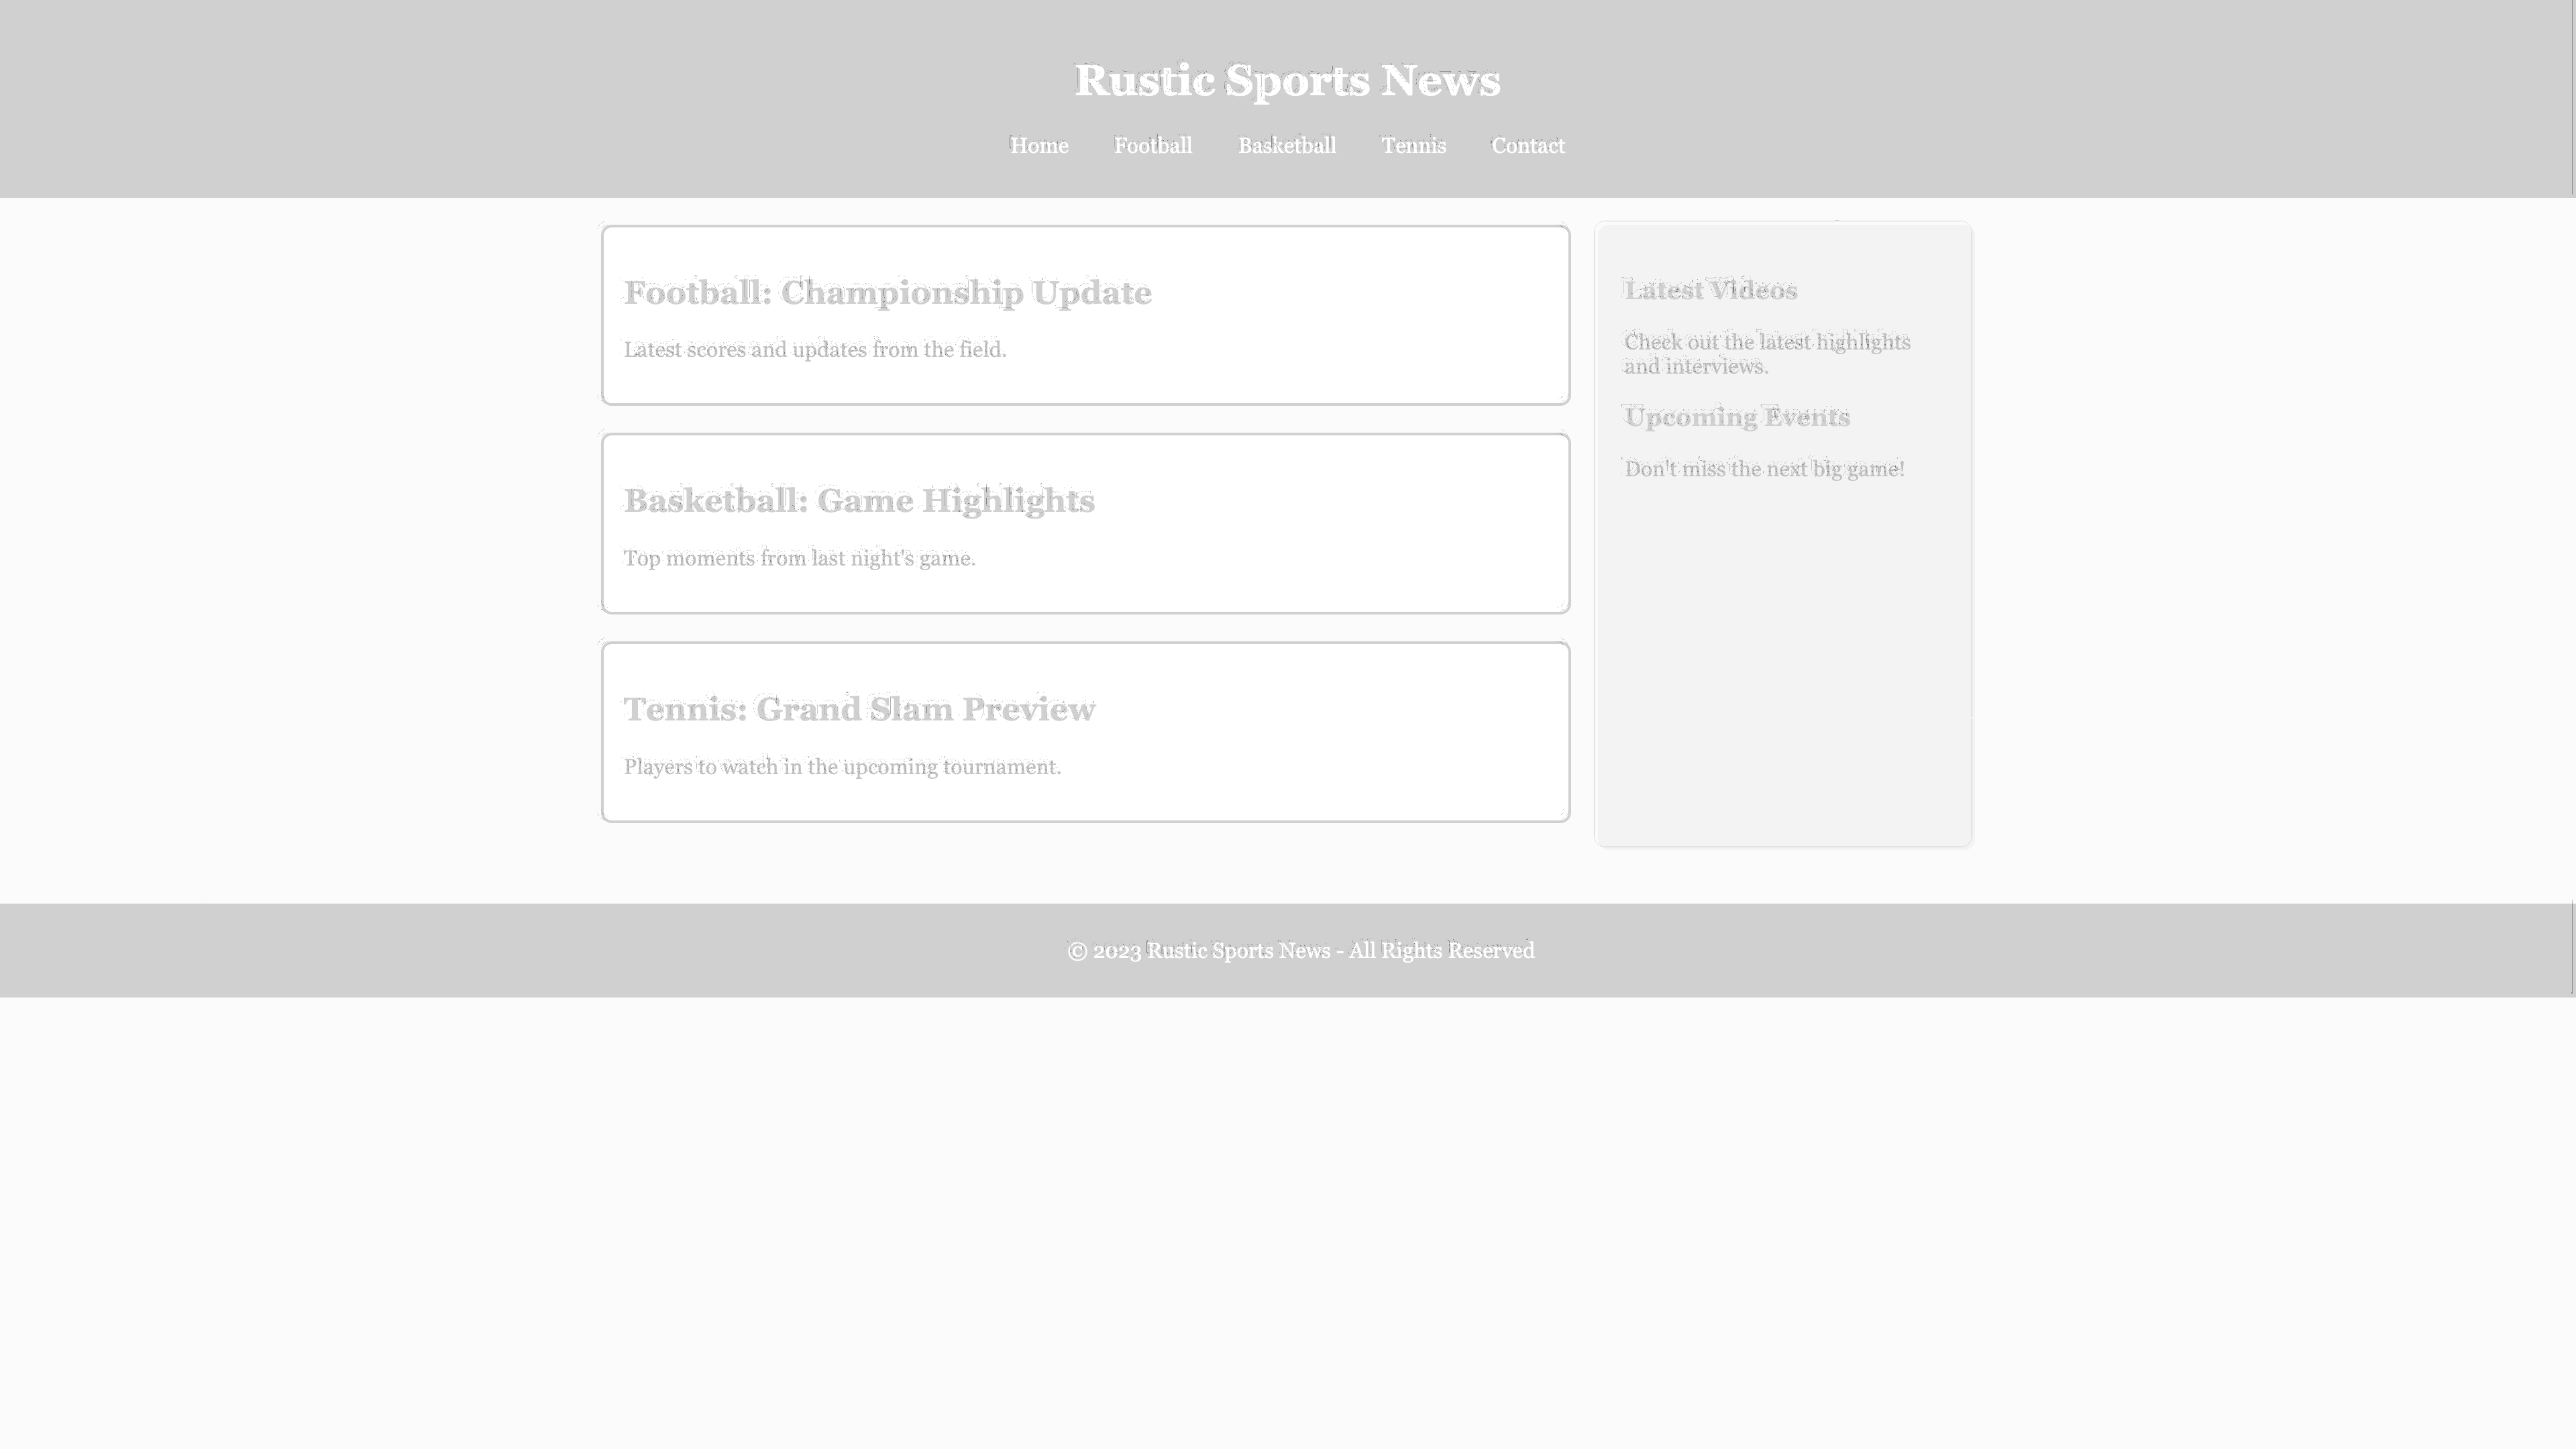 Rustic Sports News
Home Football Basketball Tennis Contact
Football: Championship Update
Latest scores and updates from the field.
Basketball: Game Highlights
Top moments from last night's game.
Tennis: Grand Slam Preview
Players to watch in the upcoming tournament.
Latest Videos
Check out the latest highlights
and interviews.
Upcoming Events
Don't miss the next big game!
© 2023 Rustic Sports News - All Rights Reserved